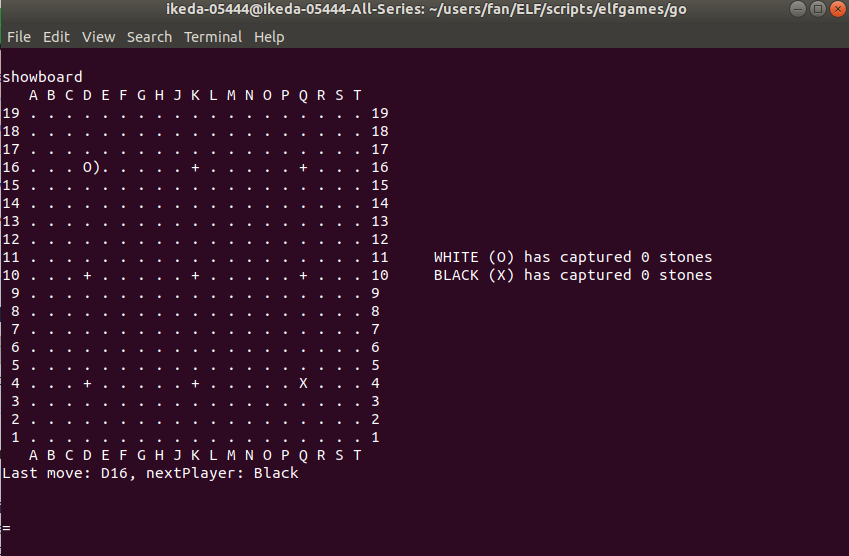 ikeda-05444@ikeda-05444-All-Series: ~/users/fan/ELF/scripts/elfgames/go
File Edit View Search Terminal Help
showboard
   A B C D E F G H J K L M N O P Q R S T
19 . . . . . . . . . . . . . . . . . . . 19
18 . . . . . . . . . . . . . . . . . . . 18
17 . . . . . . . . . . . . . . . . . . . 17
16 . . . O). . . . . + . . . . . + . . . 16
15 . . . . . . . . . . . . . . . . . . . 15
14 . . . . . . . . . . . . . . . . . . . 14
13 . . . . . . . . . . . . . . . . . . . 13
12 . . . . . . . . . . . . . . . . . . . 12
11 . . . . . . . . . . . . . . . . . . . 11     WHITE (O) has captured 0 stones
10 . . . + . . . . . + . . . . . + . . . 10     BLACK (X) has captured 0 stones
 9 . . . . . . . . . . . . . . . . . . . 9
 8 . . . . . . . . . . . . . . . . . . . 8
 7 . . . . . . . . . . . . . . . . . . . 7
 6 . . . . . . . . . . . . . . . . . . . 6
 5 . . . . . . . . . . . . . . . . . . . 5
 4 . . . + . . . . . + . . . . . X . . . 4
 3 . . . . . . . . . . . . . . . . . . . 3
 2 . . . . . . . . . . . . . . . . . . . 2
 1 . . . . . . . . . . . . . . . . . . . 1
   A B C D E F G H J K L M N O P Q R S T
Last move: D16, nextPlayer: Black
=